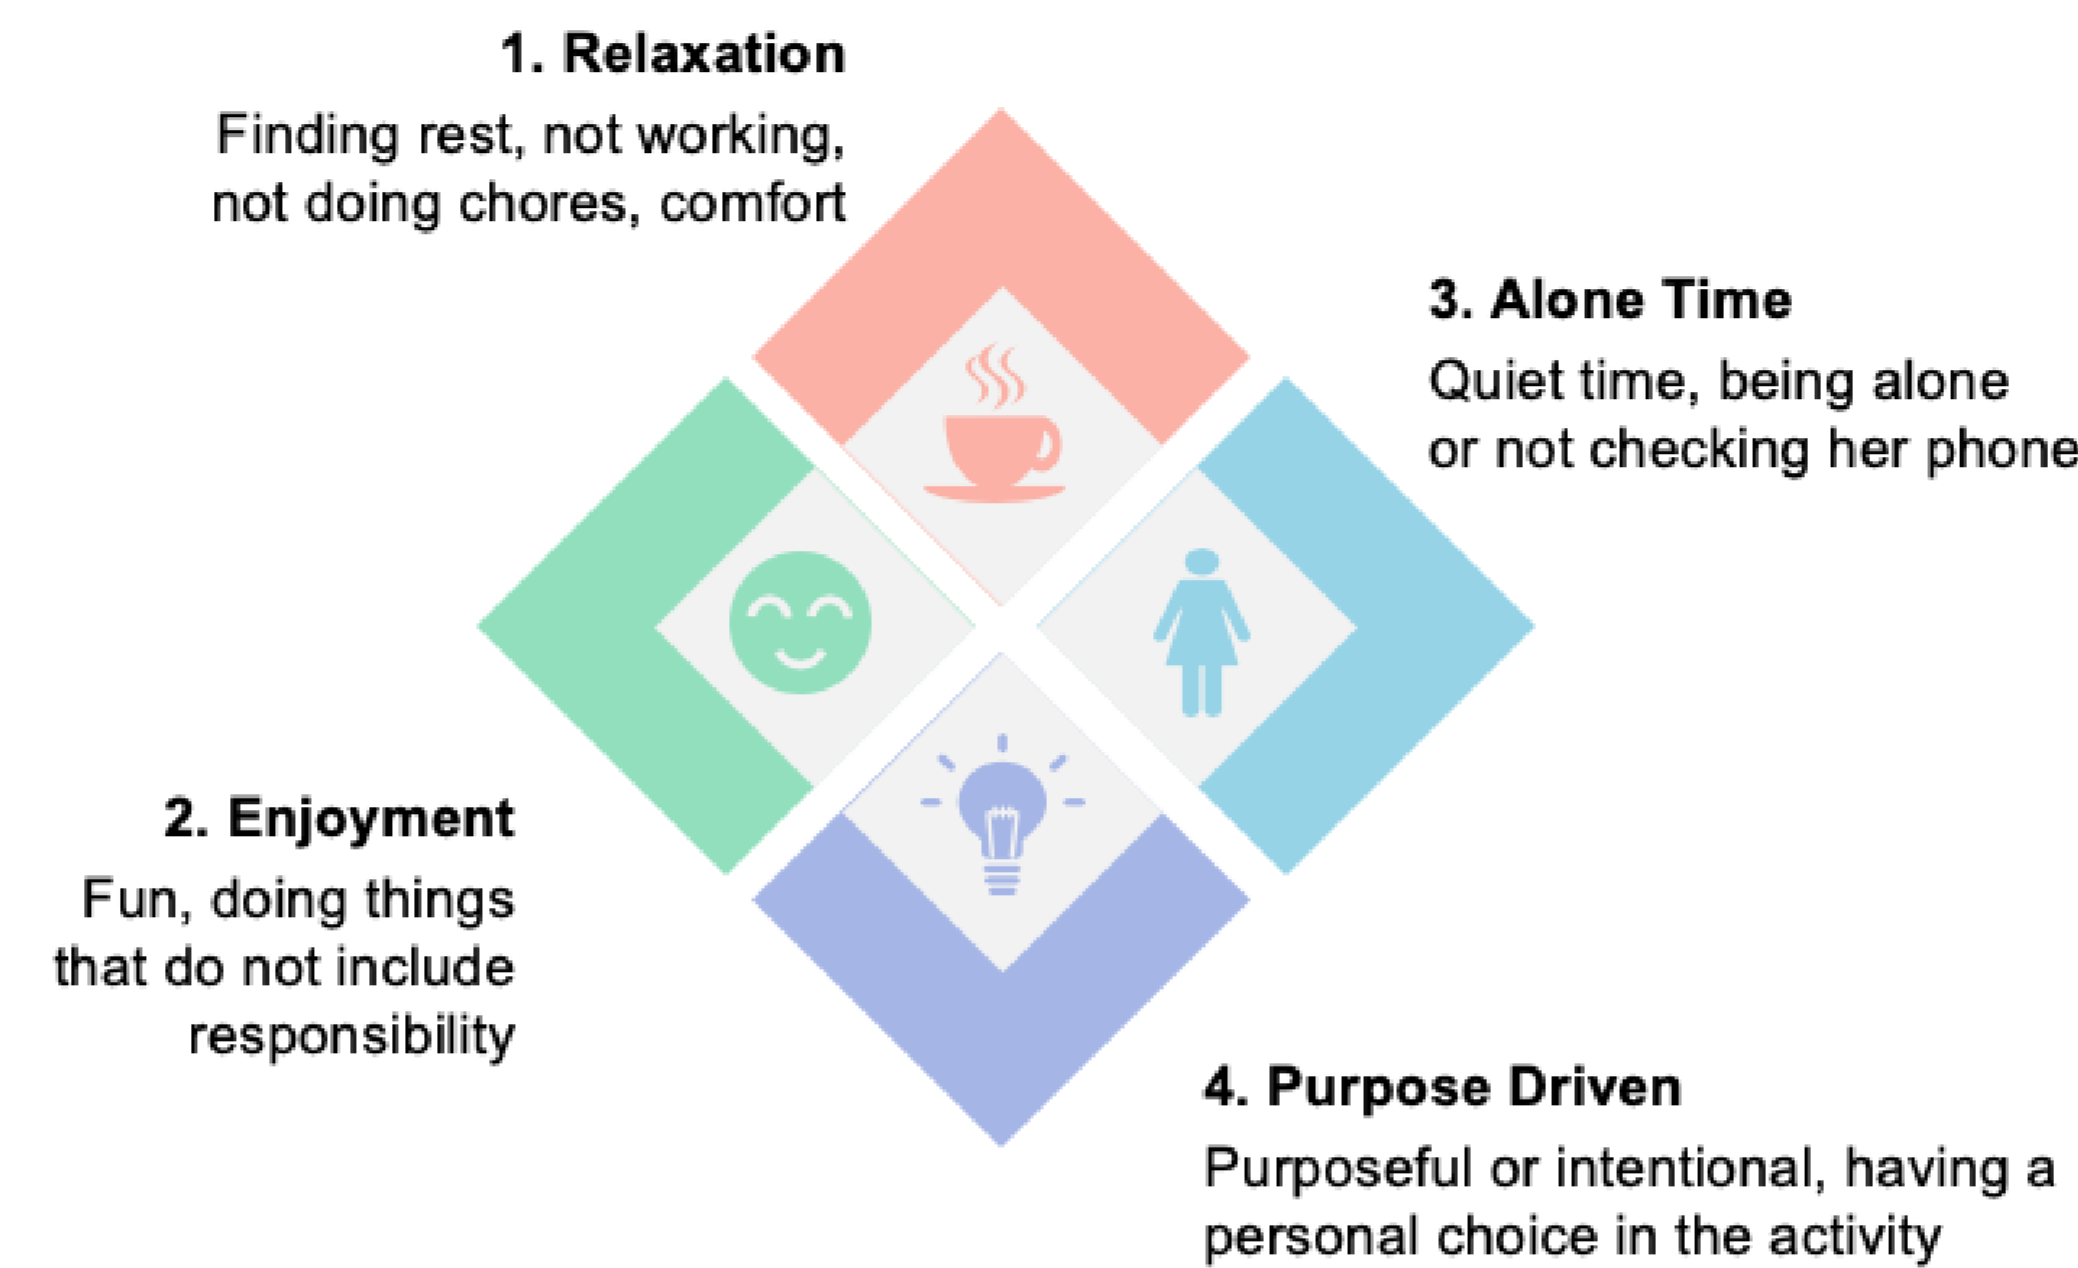 1. Relaxation
Finding rest, not working,
not doing chores, comfort
2. Enjoyment
Fun, doing things
that do not include
responsibility
3. Alone Time
Quiet time, being alone
or not checking her phone
4. Purpose Driven
Purposeful or intentional, having a
personal choice in the activity